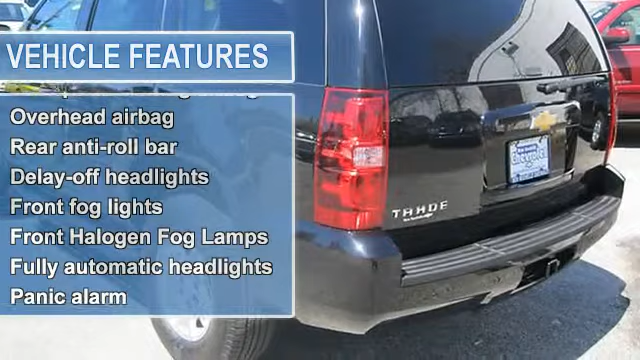 VEHICLE FEATURES
Overhead airbag
Rear anti-roll bar
Delay-off headlights
Front fog lights
Front Halogen Fog Lamps
Fully automatic headlights
Panic alarm
TAHOE
Chevrolet